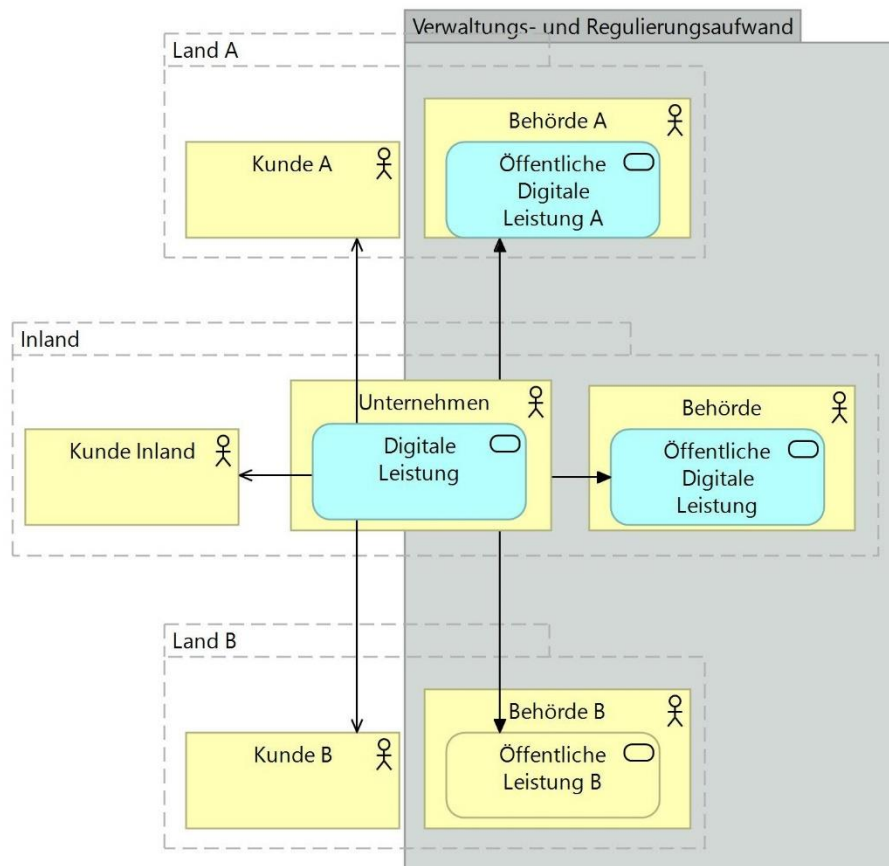 Verwaltungs- und Regulierungsaufwand
Land A
Kunde A
Behörde A
Öffentliche
Digitale
Leistung A
Inland
Kunde Inland
Unternehmen
Digitale
Leistung
Behörde
Öffentliche
Digitale
Leistung
Land B
Kunde B
Behörde B
Öffentliche
Leistung B